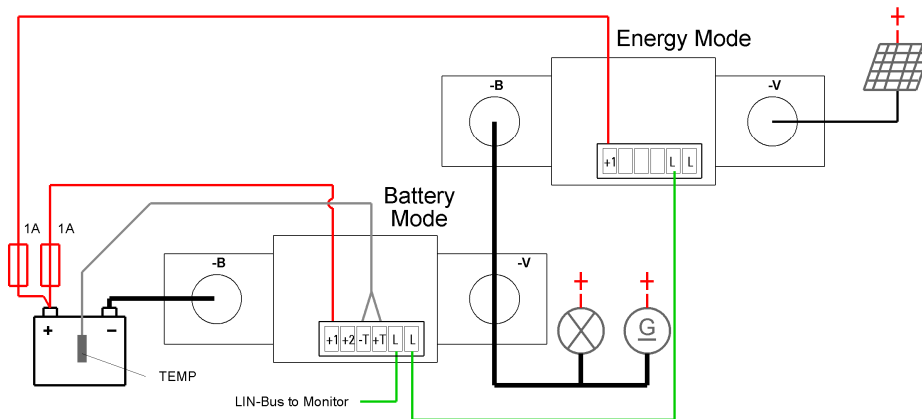 +
Energy Mode
-B
-V
+1
L
L
Battery
Mode
1A
1A
-B
-V
+
+
G
+
−
+1
+2
-T
+T
L
L
TEMP
LIN-Bus to Monitor